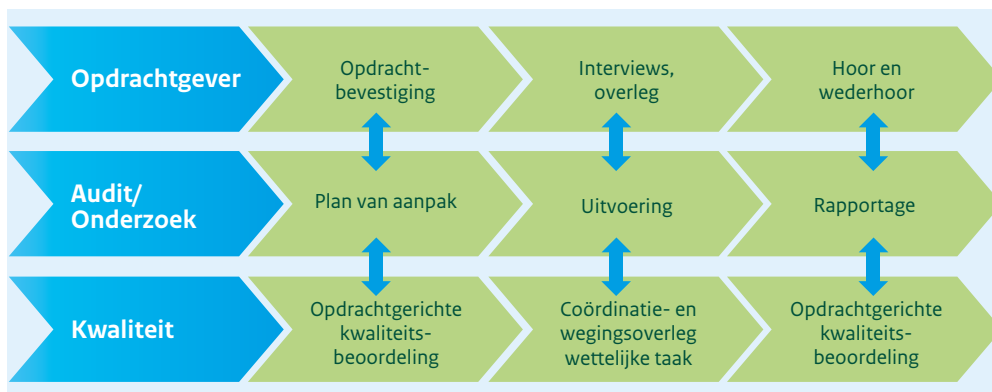 Opdrachtgever
Opdracht-
bevestiging
Interviews,
overleg
Hoor en
wederhoor
Audit/
Onderzoek
Plan van aanpak
Uitvoering
Rapportage
Kwaliteit
Opdrachtgerichte
kwaliteits-
beoordeling
Coördinatie- en
wegingsoverleg
wettelijke taak
Opdrachtgerichte
kwaliteits-
beoordeling